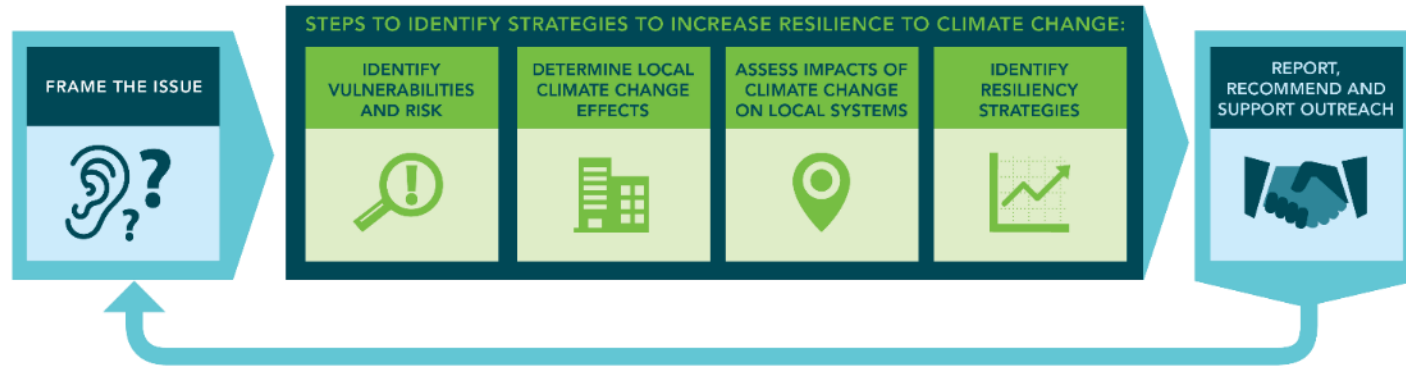 FRAME THE ISSUE
STEPS TO IDENTIFY STRATEGIES TO INCREASE RESILIENCE TO CLIMATE CHANGE:
IDENTIFY
VULNERABILITIES
AND RISK
DETERMINE LOCAL
CLIMATE CHANGE
EFFECTS
ASSESS IMPACTS OF
CLIMATE CHANGE
ON LOCAL SYSTEMS
IDENTIFY
RESILIENCY
STRATEGIES
REPORT,
RECOMMEND AND
SUPPORT OUTREACH